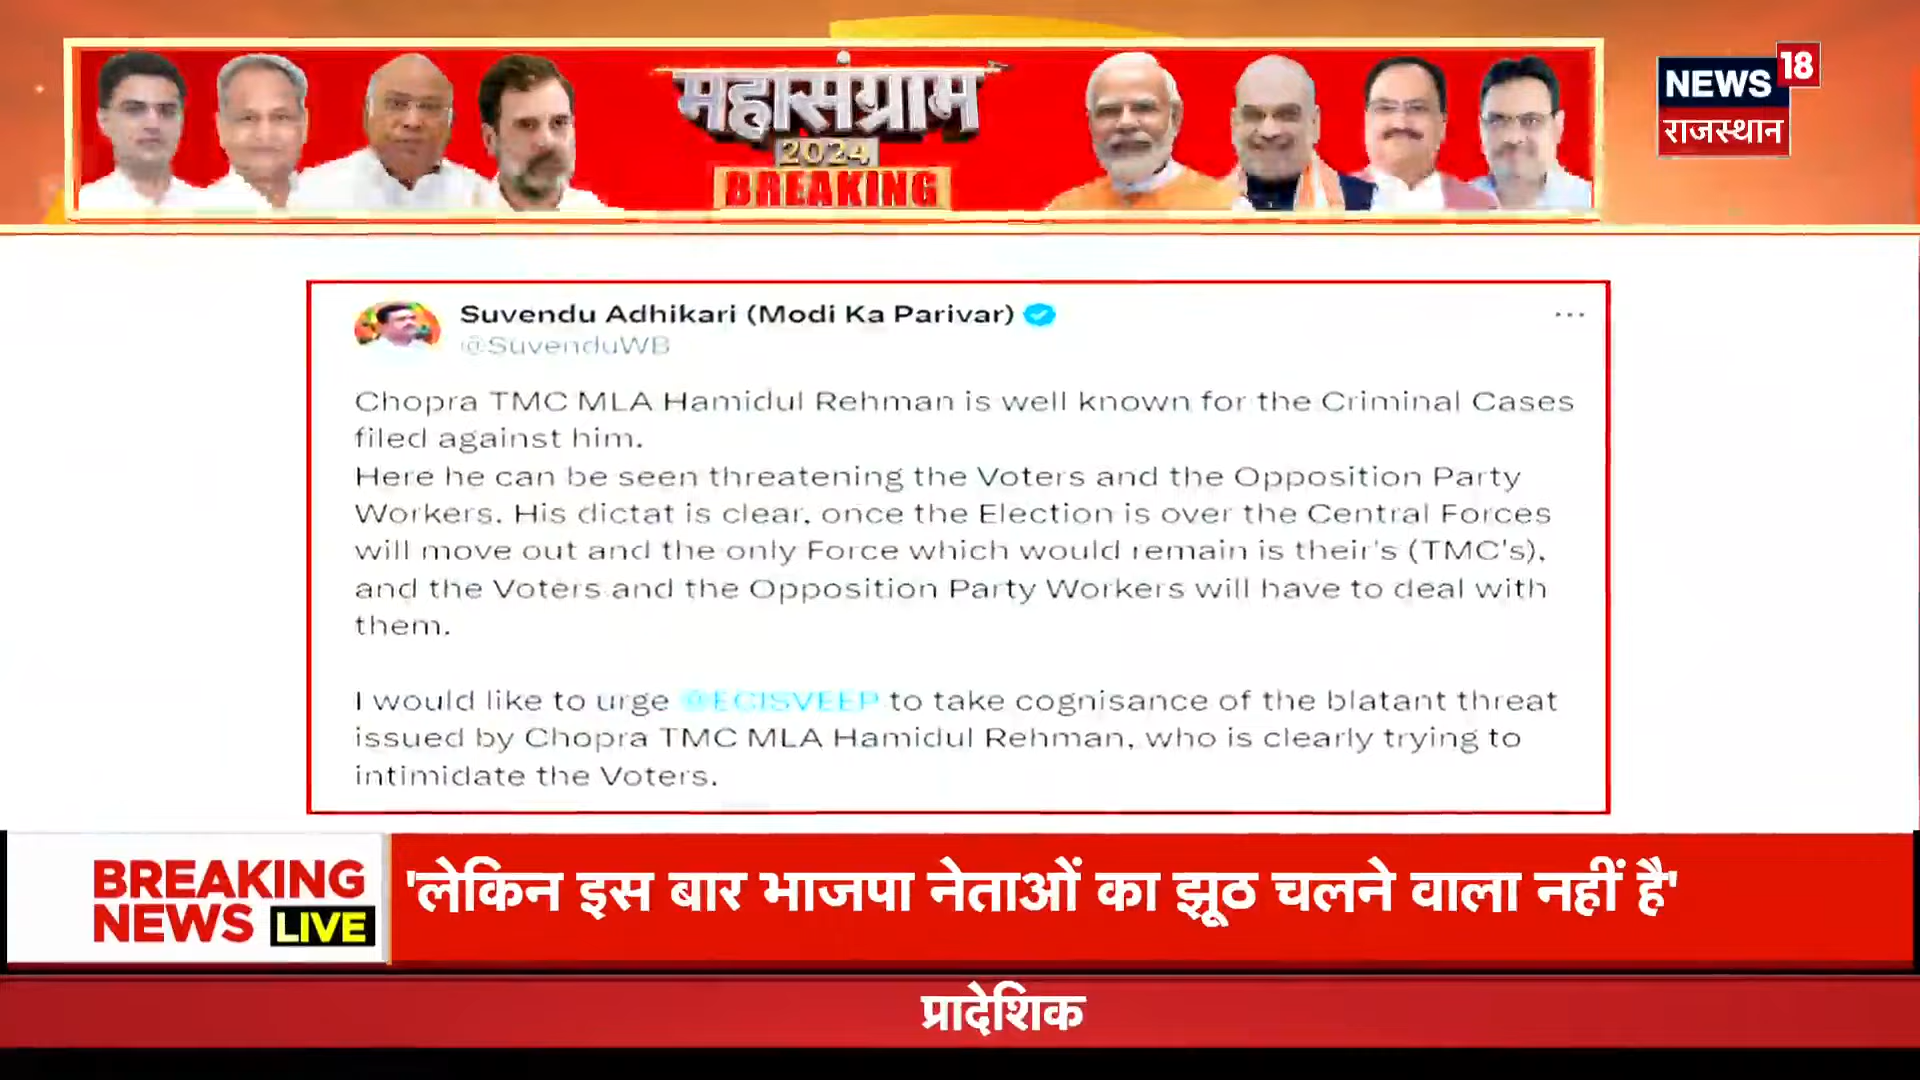 महासंग्राम
2024
BREAKING
NEWS 18
राजस्थान
Suvendu Adhikari (Modi Ka Parivar)
@SuvenduWB
Chopra TMC MLA Hamidul Rehman is well known for the Criminal Cases
filed against him.
Here he can be seen threatening the Voters and the Opposition Party
Workers. His dictat is clear, once the Election is over the Central Forces
will move out and the only Force which would remain is their's (TMC's),
and the Voters and the Opposition Party Workers will have to deal with
them.
I would like to urge @ECISVEEP to take cognisance of the blatant threat
issued by Chopra TMC MLA Hamidul Rehman, who is clearly trying to
intimidate the Voters.
BREAKING
NEWS LIVE
'लेकिन इस बार भाजपा नेताओं का झूठ चलने वाला नहीं है'
प्रादेशिक